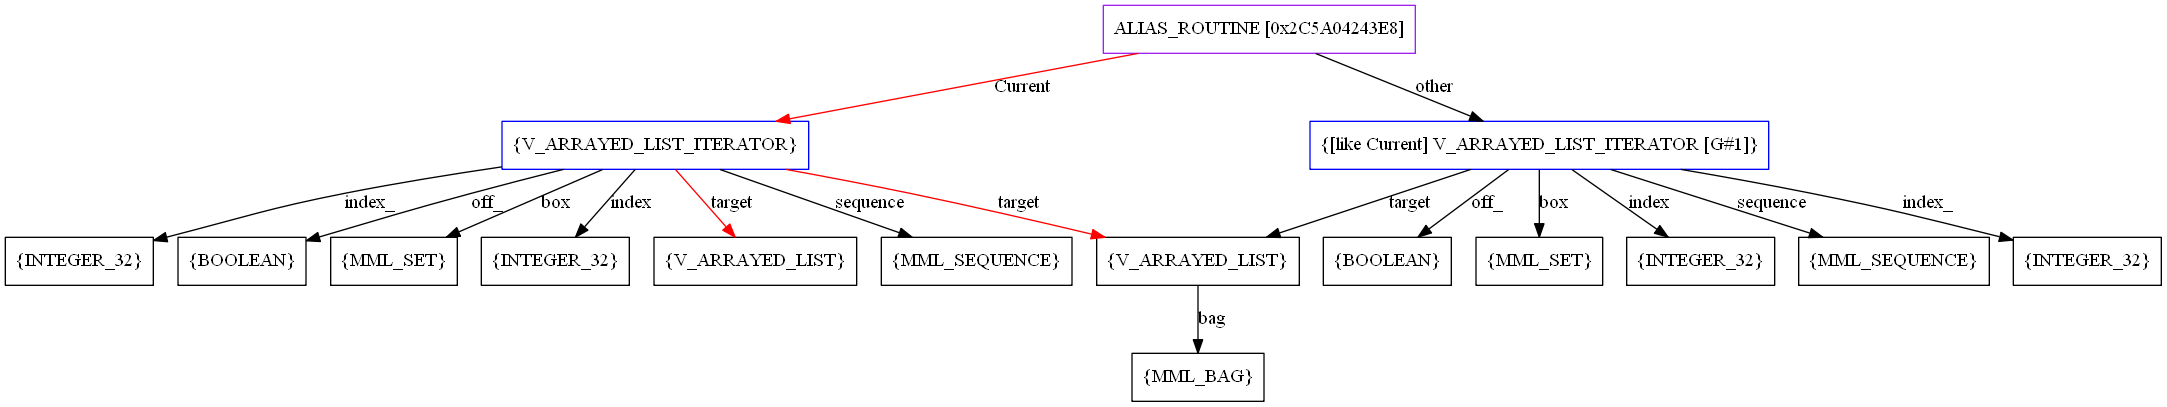 ALIAS_ROUTINE [0x2C5A04243E8]
Current
other
{V_ARRAYED_LIST_ITERATOR}
{[like Current] V_ARRAYED_LIST_ITERATOR [G#1]}
index_
off_
box
index
target
sequence
target
target
off_
box
index
sequence
index_
{INTEGER_32}
{BOOLEAN}
{MML_SET}
{INTEGER_32}
{V_ARRAYED_LIST}
{MML_SEQUENCE}
{V_ARRAYED_LIST}
{BOOLEAN}
{MML_SET}
{INTEGER_32}
{MML_SEQUENCE}
{INTEGER_32}
bag
{MML_BAG}